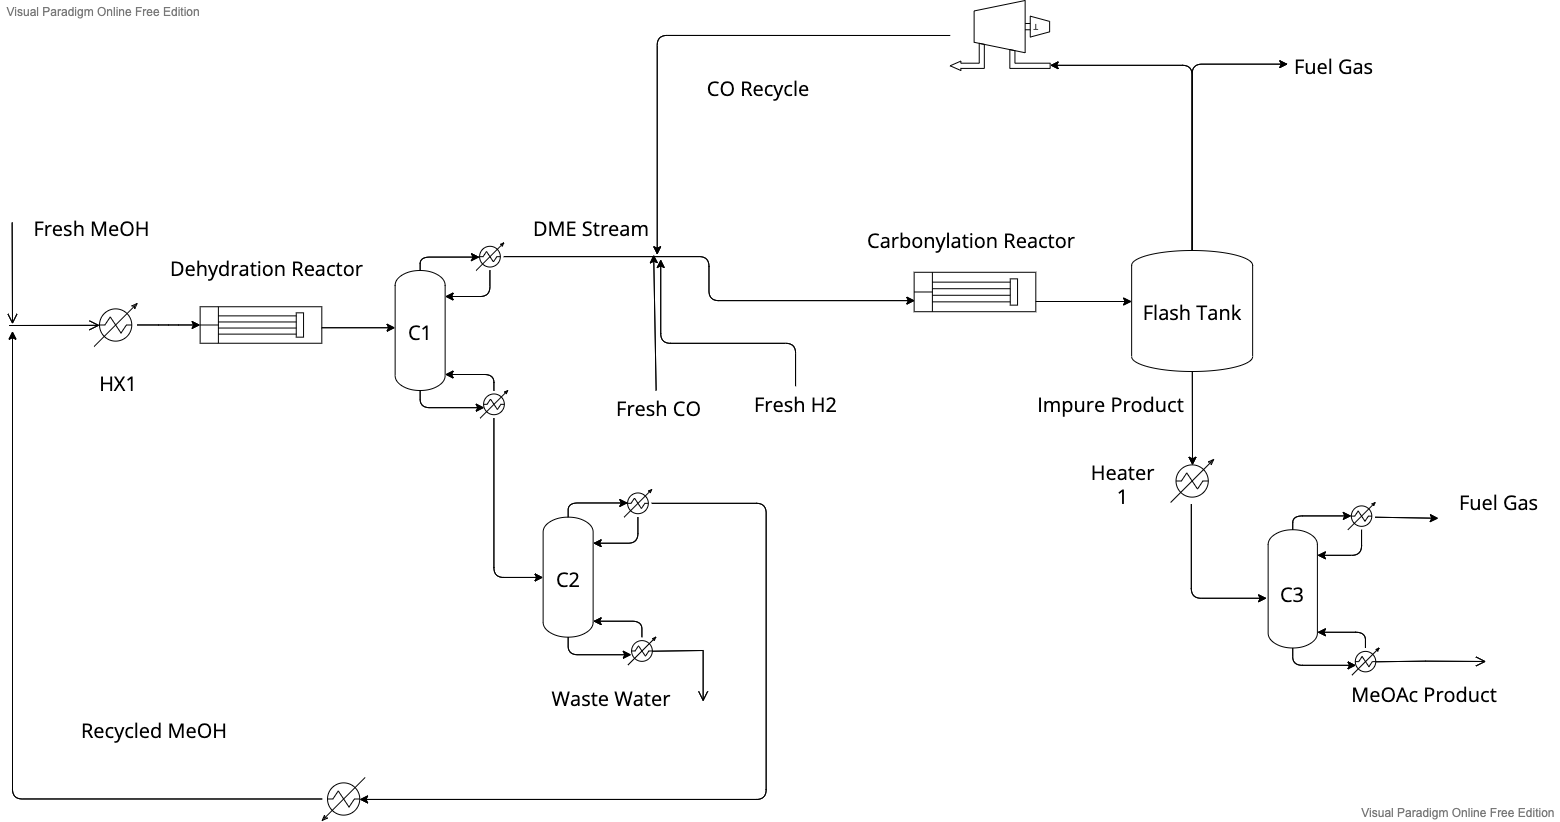 Visual Paradigm Online Free Edition
T
Fuel Gas
CO Recycle
Fresh MeOH
DME Stream
Carbonylation Reactor
Dehydration Reactor
Flash Tank
C1
HX1
Fresh CO
Fresh H2
Impure Product
Heater
1
Fuel Gas
C2
C3
Waste Water
MeOAc Product
Recycled MeOH
Visual Paradigm Online Free Edition